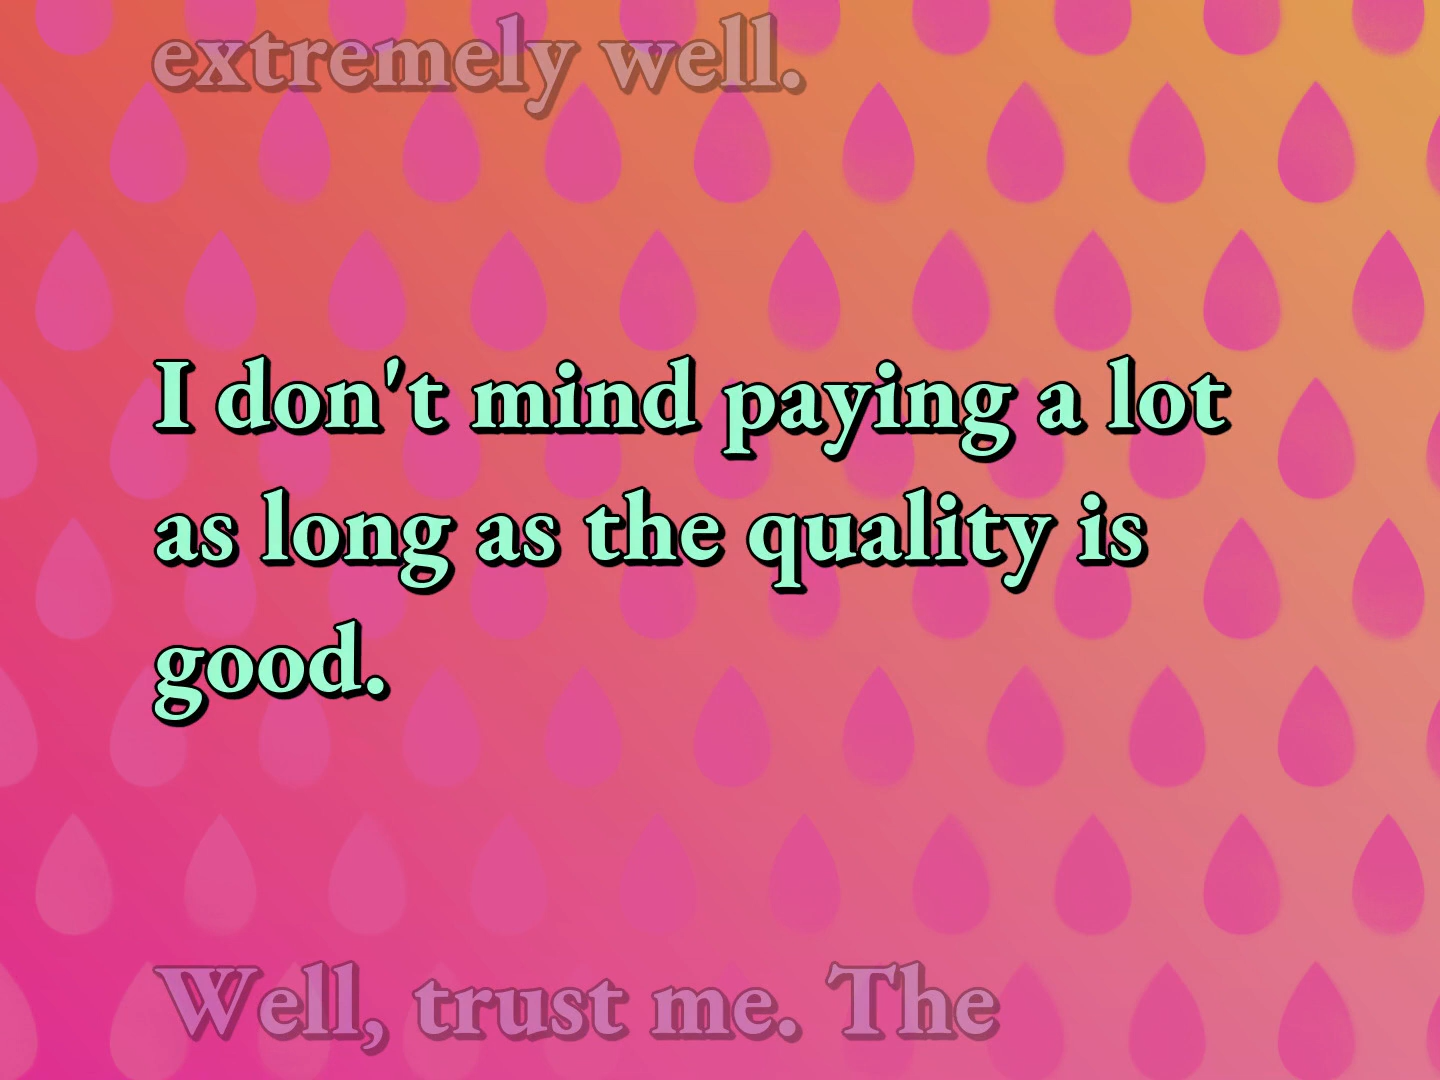 extremely well.
I don't mind paying a lot
as long as the quality is
good.
Well, trust me. The